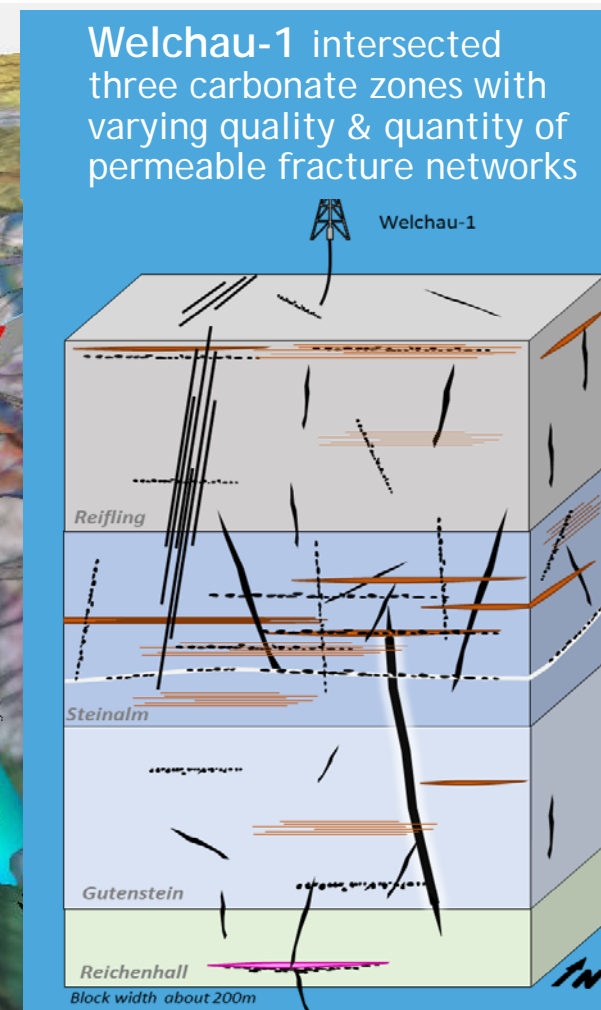 Welchau-1 intersected
three carbonate zones with
varying quality & quantity of
permeable fracture networks
Welchau-1
Reifling
Steinalm
Gutenstein
Reichenhall
Block width about 200m
N